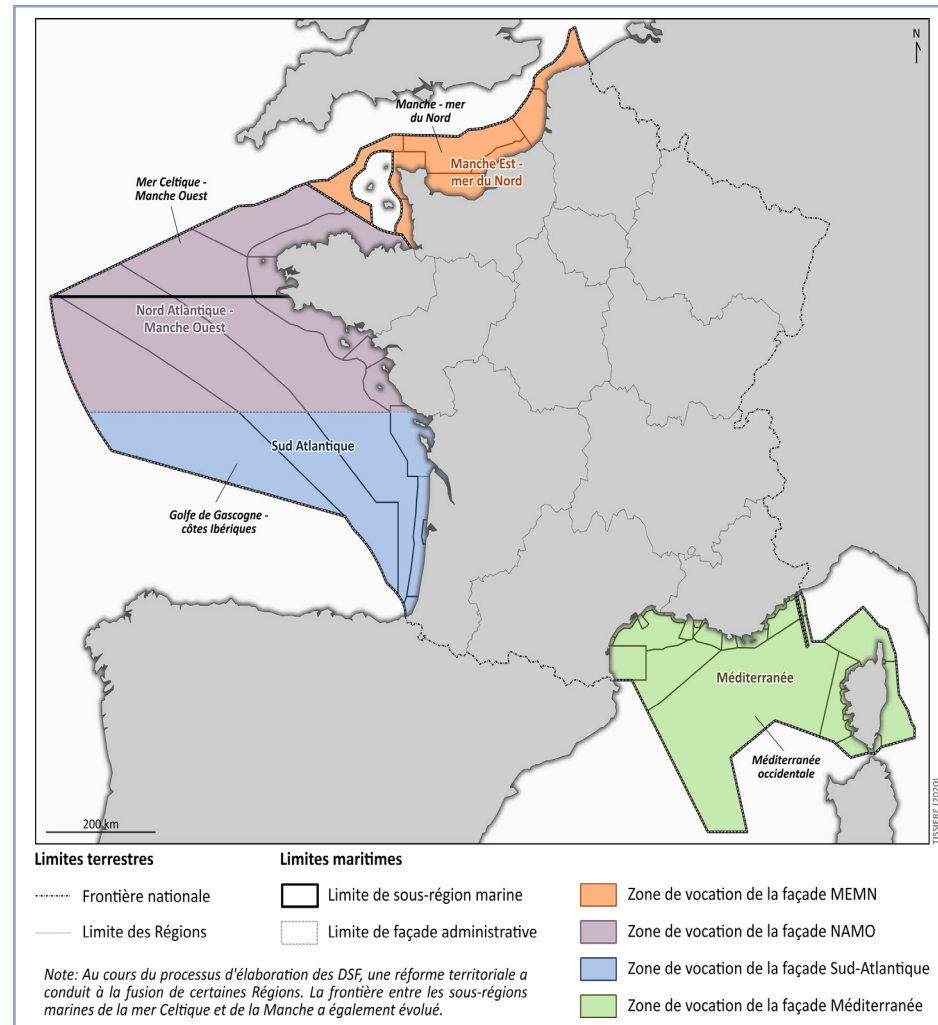 N
Manche - mer
du Nord
Manche Est -
mer du Nord
Mer Celtique -
Manche Ouest
Nord Atlantique -
Manche Ouest
Sud Atlantique
Golfe de Gascogne -
côtes Ibériques
Méditerranée
Méditerranée
occidentale
200 km
TISSIERE (2020)
Limites terrestres
Frontière nationale
Limite des Régions
Limites maritimes
Limite de sous-région marine
Limite de façade administrative
Zone de vocation de la façade MEMN
Zone de vocation de la façade NAMO
Zone de vocation de la façade Sud-Atlantique
Zone de vocation de la façade Méditerranée
Note: Au cours du processus d'élaboration des DSF, une réforme territoriale a
conduit à la fusion de certaines Régions. La frontière entre les sous-régions
marines de la mer Celtique et de la Manche a également évolué.